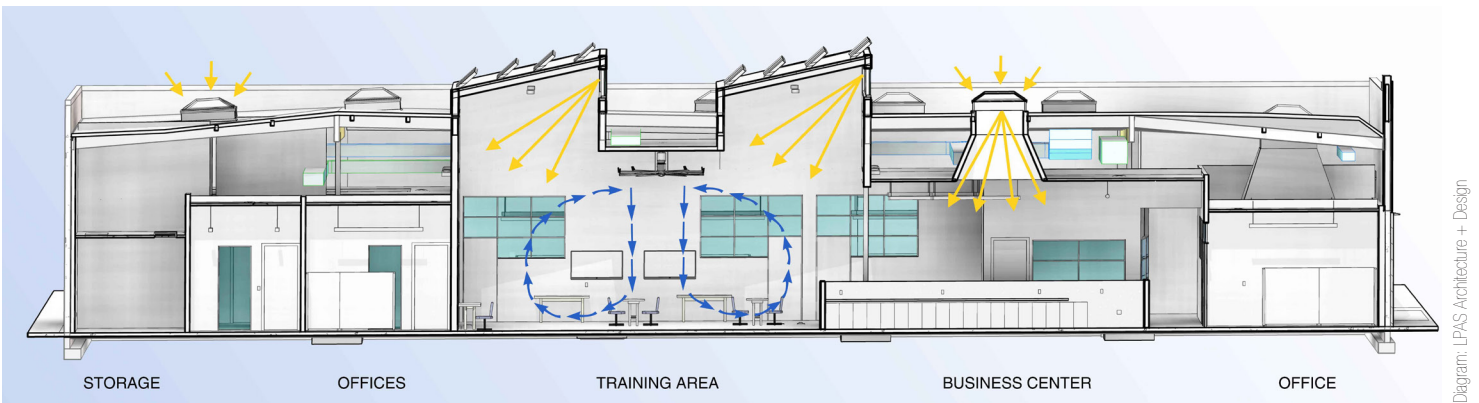 STORAGE
OFFICES
TRAINING AREA
BUSINESS CENTER
OFFICE
Diagram: LPAS Architecture + Design